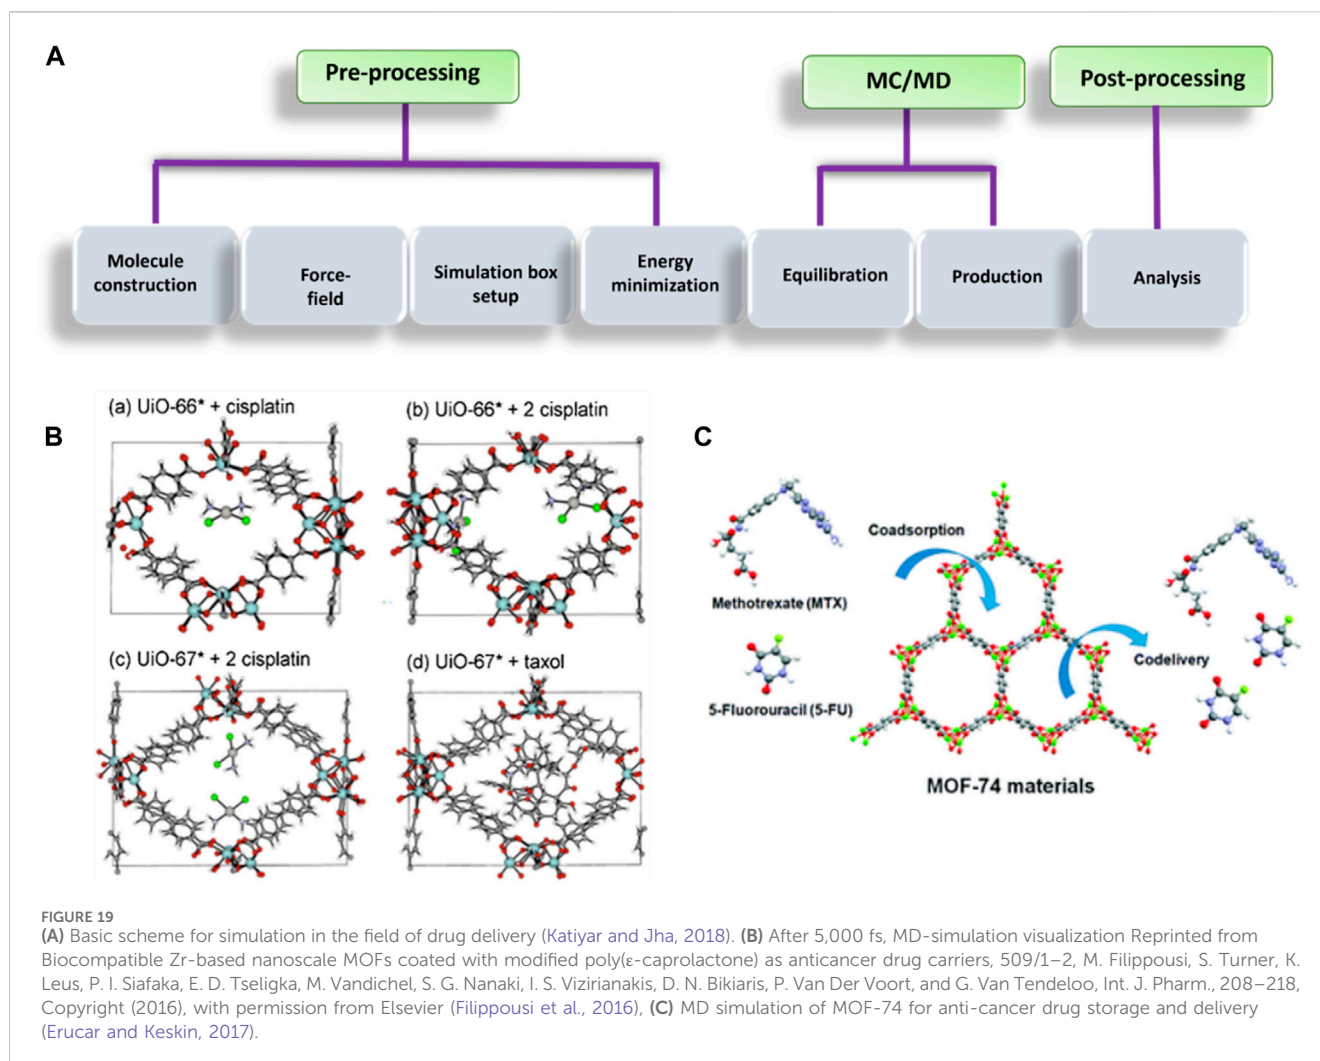 A
Pre-processing
MC/MD
Post-processing
Molecule
construction
Force-
field
Simulation box
setup
Energy
minimization
Equilibration
Production
Analysis
B
(a) UiO-66* + cisplatin
(b) UiO-66* + 2 cisplatin
(c) UiO-67* + 2 cisplatin
(d) UiO-67* + taxol
C
Coadsorption
Methotrexate (MTX)
5-Fluorouracil (5-FU)
Codelivery
MOF-74 materials
FIGURE 19
(A) Basic scheme for simulation in the field of drug delivery (Katiyar and Jha, 2018). (B) After 5,000 fs, MD-simulation visualization Reprinted from
Biocompatible Zr-based nanoscale MOFs coated with modified poly(ε-caprolactone) as anticancer drug carriers, 509/1–2, M. Filippousi, S. Turner, K.
Leus, P. I. Siafaka, E. D. Tseligka, M. Vandichel, S. G. Nanaki, I. S. Vizirianakis, D. N. Bikiaris, P. Van Der Voort, and G. Van Tendeloo, Int. J. Pharm., 208–218,
Copyright (2016), with permission from Elsevier (Filippousi et al., 2016), (C) MD simulation of MOF-74 for anti-cancer drug storage and delivery
(Erucar and Keskin, 2017).